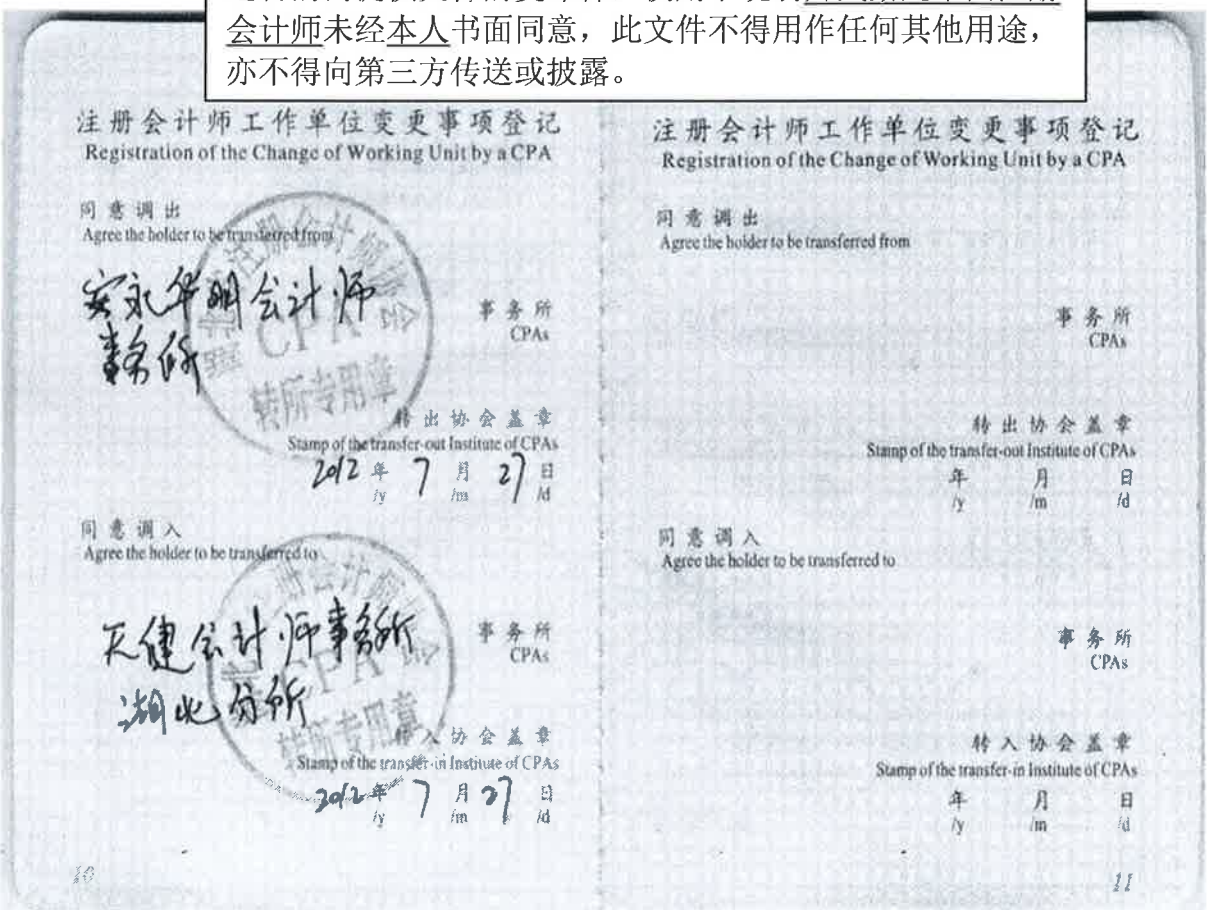 会计师未经本人书面同意，此文件不得用作任何其他用途，
亦不得向第三方传送或披露。
注册会计师工作单位变更事项登记
Registration of the Change of Working Unit by a CPA
同意调出
Agree the holder to be transferred from
安永华明会计师
事务所
事务所
CPAs
CPA
转所专用章
转出协会盖章
Stamp of the transfer-out Institute of CPAs
2012 年 7 月 27 日
/y /m /d
同意调入
Agree the holder to be transferred to
天健会计师事务所
湖北分所
事务所
CPAs
CPA
转所专用章
转入协会盖章
Stamp of the transfer-in Institute of CPAs
2012 年 7 月 27 日
/y /m /d
10
注册会计师工作单位变更事项登记
Registration of the Change of Working Unit by a CPA
同意调出
Agree the holder to be transferred from
事务所
CPAs
转出协会盖章
Stamp of the transfer-out Institute of CPAs
年 月 日
/y /m /d
同意调入
Agree the holder to be transferred to
事务所
CPAs
转入协会盖章
Stamp of the transfer-in Institute of CPAs
年 月 日
/y /m /d
11